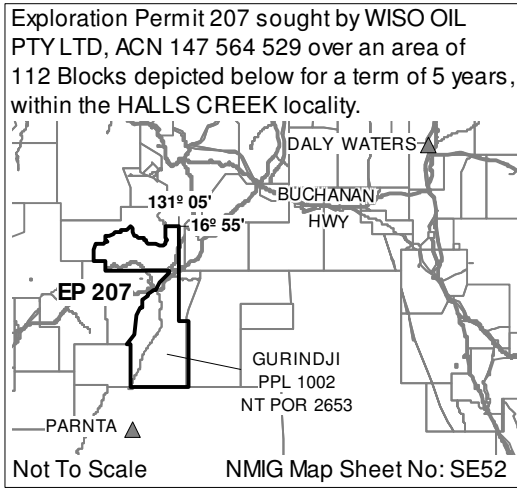 Exploration Permit 207 sought by WISO OIL
PTY LTD, ACN 147 564 529 over an area of
112 Blocks depicted below for a term of 5 years,
within the HALLS CREEK locality.
DALY WATERS
131º 05'
BUCHANAN
16º 55'
HWY
EP 207
GURINDJI
PPL 1002
NT POR 2653
PARNTA
Not To Scale
NMIG Map Sheet No: SE52